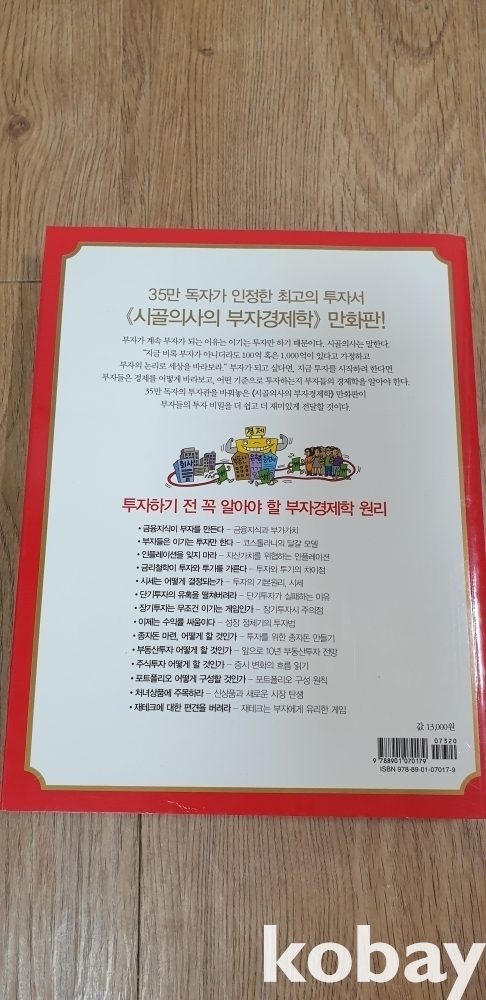 35만 독자가 인정한 최고의 투자서
《시골의사의 부자경제학》 만화판!
부자가 계속 부자가 되는 이유는 이기는 투자만 하기 때문이다. 시골의사는 말한다.
"지금 비록 부자가 아니더라도 100억 혹은 1,000억이 있다고 가정하고
부자의 논리로 세상을 바라보라." 부자가 되고 싶다면, 지금 투자를 시작하려 한다면
부자들은 경제를 어떻게 바라보고, 어떤 기준으로 투자하는지 부자들의 경제학을 알아야 한다.
35만 독자의 투자관을 바꿔놓은 《시골의사의 부자경제학》 만화판이
부자들의 투자 비밀을 더 쉽고 더 재미있게 전달할 것이다.
경제
회사
은행
투자하기 전 꼭 알아야 할 부자경제학 원리
• 금융지식이 부자를 만든다 – 금융지식과 부가가치
• 부자들은 이기는 투자만 한다 – 코스톨라니의 달걀 모델
• 인플레이션을 잊지 마라 – 자산가치를 위협하는 인플레이션
• 금리철학이 투자와 투기를 가른다 – 투자와 투기의 차이점
• 시세는 어떻게 결정되는가 – 투자의 기본원리, 시세
• 단기투자의 유혹을 떨쳐버려라 – 단기투자가 실패하는 이유
• 장기투자는 무조건 이기는 게임인가 – 장기투자시 주의점
• 이제는 수익률 싸움이다 – 성장 정체기의 투자법
• 종자돈 마련, 어떻게 할 것인가 – 투자를 위한 종자돈 만들기
• 부동산투자 어떻게 할 것인가 – 앞으로 10년 부동산투자 전망
• 주식투자 어떻게 할 것인가 – 증시 변화의 흐름 읽기
• 포트폴리오 어떻게 구성할 것인가 – 포트폴리오 구성 원칙
• 처녀상품에 주목하라 – 신상품과 새로운 시장 탄생
• 재테크에 대한 편견을 버려라 – 재테크는 부자에게 유리한 게임
값 13,000원
07320
9 788901 070179
ISBN 978-89-01-07017-9
kobay